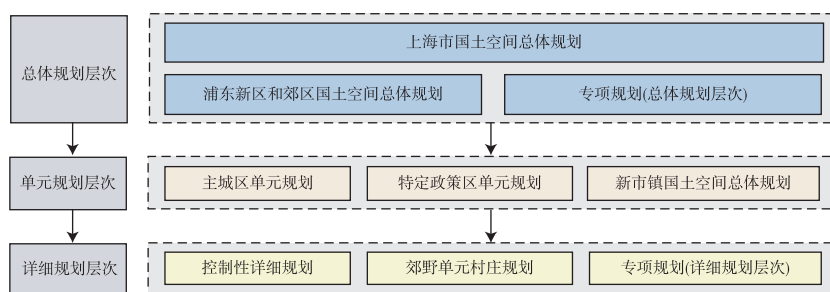 总体规划层次
上海市国土空间总体规划
浦东新区和郊区国土空间总体规划
专项规划(总体规划层次)
单元规划层次
主城区单元规划
特定政策区单元规划
新市镇国土空间总体规划
详细规划层次
控制性详细规划
郊野单元村庄规划
专项规划(详细规划层次)